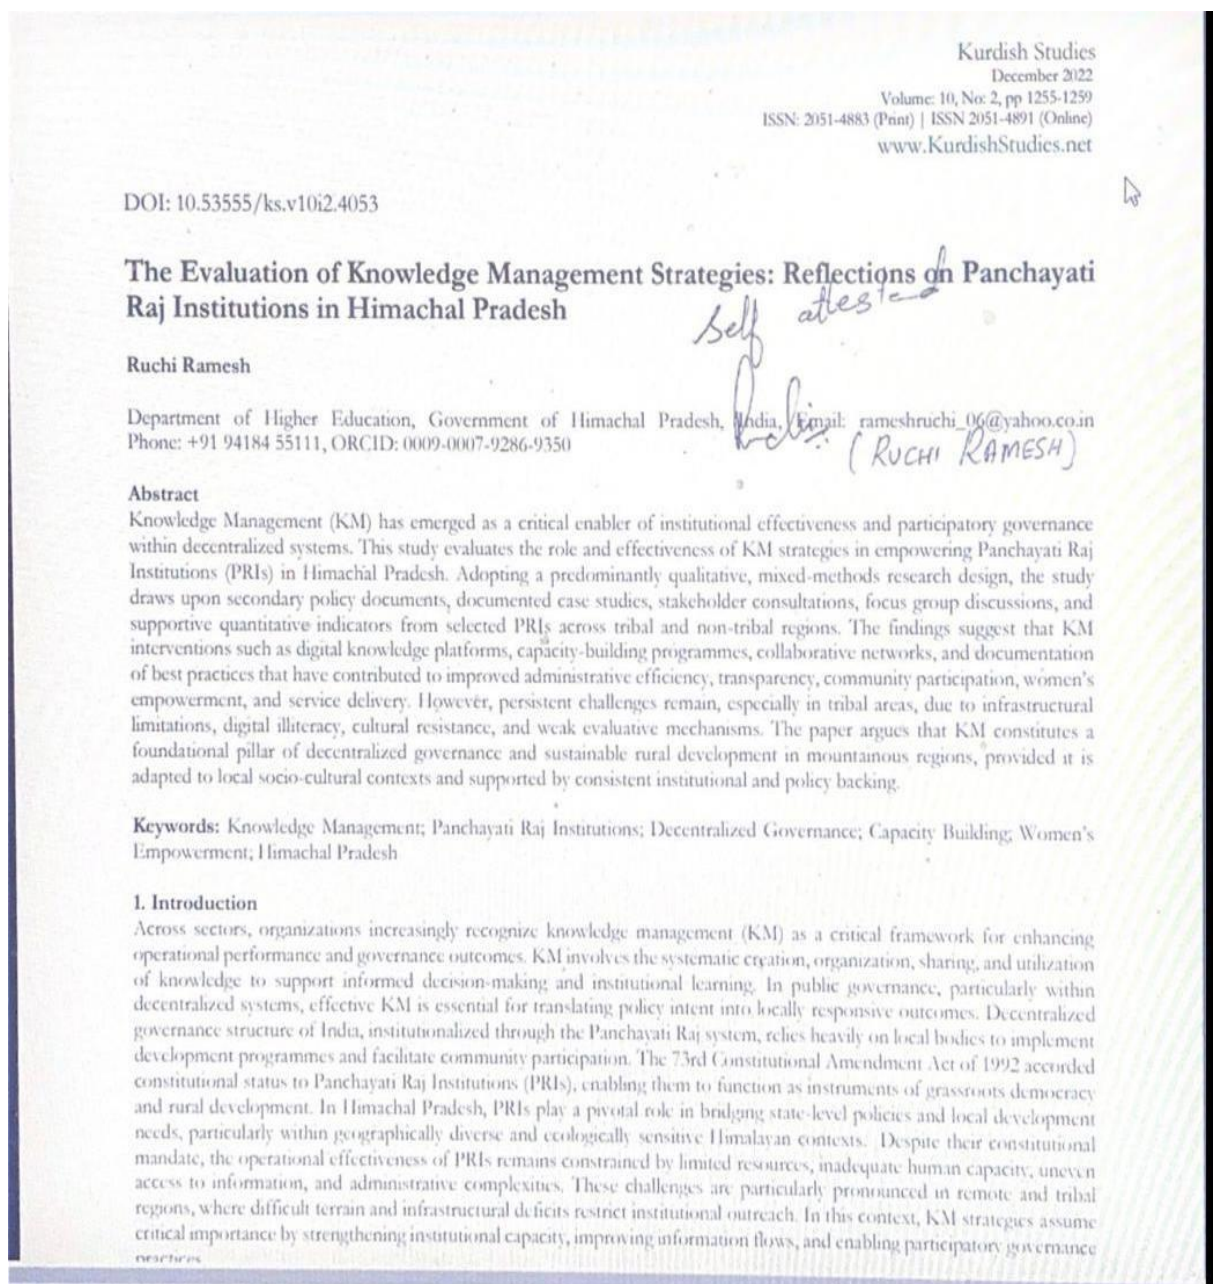 Kurdish Studies
December 2022
Volume: 10, No: 2, pp 1255-1259
ISSN: 2051-4883 (Print) | ISSN 2051-4891 (Online)
www.KurdishStudies.net
DOI: 10.53555/ks.v10i2.4053
The Evaluation of Knowledge Management Strategies: Reflections on Panchayati
Raj Institutions in Himachal Pradesh
Self attested
Ruchi Ramesh
Department of Higher Education, Government of Himachal Pradesh, India, Email: rameshruchi_06@yahoo.co.in
Phone: +91 94184 55111, ORCID: 0009-0007-9286-9350
(RUCHI RAMESH)
Abstract
Knowledge Management (KM) has emerged as a critical enabler of institutional effectiveness and participatory governance
within decentralized systems. This study evaluates the role and effectiveness of KM strategies in empowering Panchayati Raj
Institutions (PRIs) in Himachal Pradesh. Adopting a predominantly qualitative, mixed-methods research design, the study
draws upon secondary policy documents, documented case studies, stakeholder consultations, focus group discussions, and
supportive quantitative indicators from selected PRIs across tribal and non-tribal regions. The findings suggest that KM
interventions such as digital knowledge platforms, capacity-building programmes, collaborative networks, and documentation
of best practices that have contributed to improved administrative efficiency, transparency, community participation, women's
empowerment, and service delivery. However, persistent challenges remain, especially in tribal areas, due to infrastructural
limitations, digital illiteracy, cultural resistance, and weak evaluative mechanisms. The paper argues that KM constitutes a
foundational pillar of decentralized governance and sustainable rural development in mountainous regions, provided it is
adapted to local socio-cultural contexts and supported by consistent institutional and policy backing.
Keywords: Knowledge Management; Panchayati Raj Institutions; Decentralized Governance; Capacity Building; Women's
Empowerment; Himachal Pradesh
1. Introduction
Across sectors, organizations increasingly recognize knowledge management (KM) as a critical framework for enhancing
operational performance and governance outcomes. KM involves the systematic creation, organization, sharing, and utilization
of knowledge to support informed decision-making and institutional learning. In public governance, particularly within
decentralized systems, effective KM is essential for translating policy intent into locally responsive outcomes. Decentralized
governance structure of India, institutionalized through the Panchayati Raj system, relies heavily on local bodies to implement
development programmes and facilitate community participation. The 73rd Constitutional Amendment Act of 1992 accorded
constitutional status to Panchayati Raj Institutions (PRIs), enabling them to function as instruments of grassroots democracy
and rural development. In Himachal Pradesh, PRIs play a pivotal role in bridging state-level policies and local development
needs, particularly within geographically diverse and ecologically sensitive Himalayan contexts. Despite their constitutional
mandate, the operational effectiveness of PRIs remains constrained by limited resources, inadequate human capacity, uneven
access to information, and administrative complexities. These challenges are particularly pronounced in remote and tribal
regions, where difficult terrain and infrastructural deficits restrict institutional outreach. In this context, KM strategies assume
critical importance by strengthening institutional capacity, improving information flows, and enabling participatory governance
practices